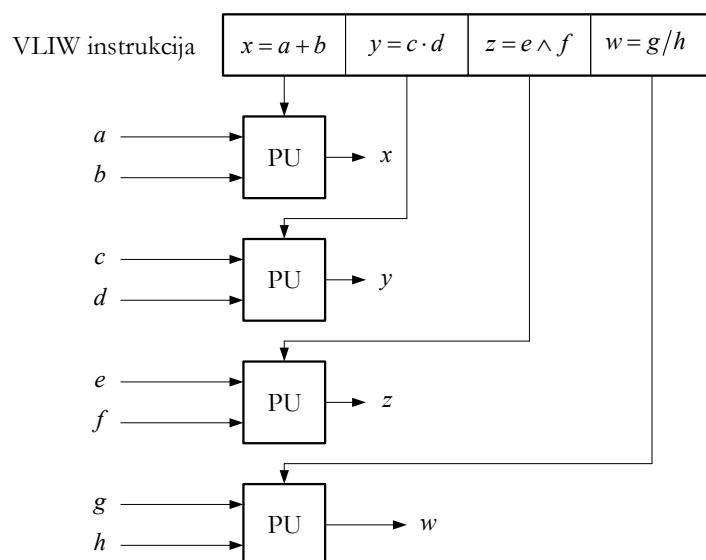 VLIW instrukcija x = a + b y = c · d z = e ∧ f w = g/h
a
PU x
b
c
PU y
d
e
PU z
f
g
PU w
h